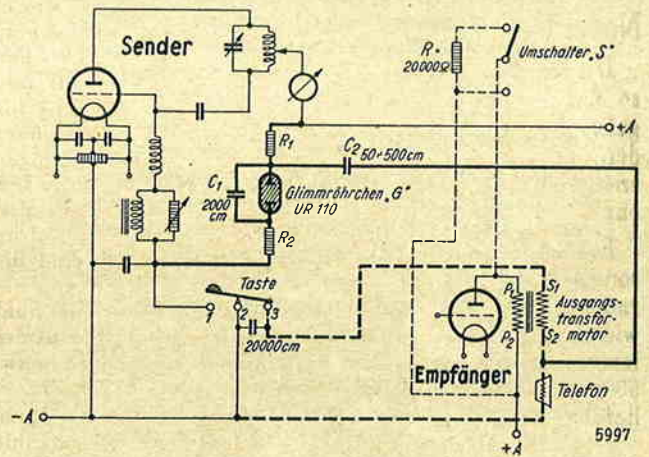 Sender
R =
20000Ω
Umschalter „S"
+A
R1
C2 50÷500cm
C1
2000
cm
Glimmröhrchen „G"
UR 110
R2
Taste
1
2
3
20000cm
P1
P2
S1
S2
Ausgangs-
transfor-
mator
Empfänger
Telefon
-A
+A
5997